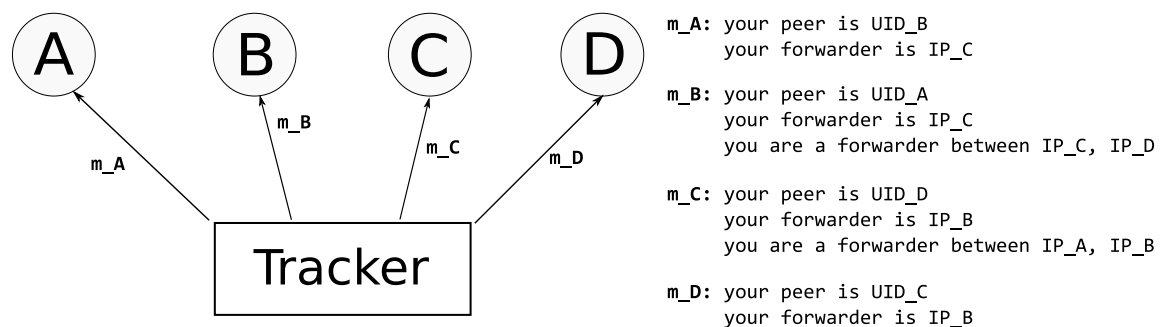 A B C D
m_A m_B m_C m_D
Tracker
m_A: your peer is UID_B
your forwarder is IP_C
m_B: your peer is UID_A
your forwarder is IP_C
you are a forwarder between IP_C, IP_D
m_C: your peer is UID_D
your forwarder is IP_B
you are a forwarder between IP_A, IP_B
m_D: your peer is UID_C
your forwarder is IP_B